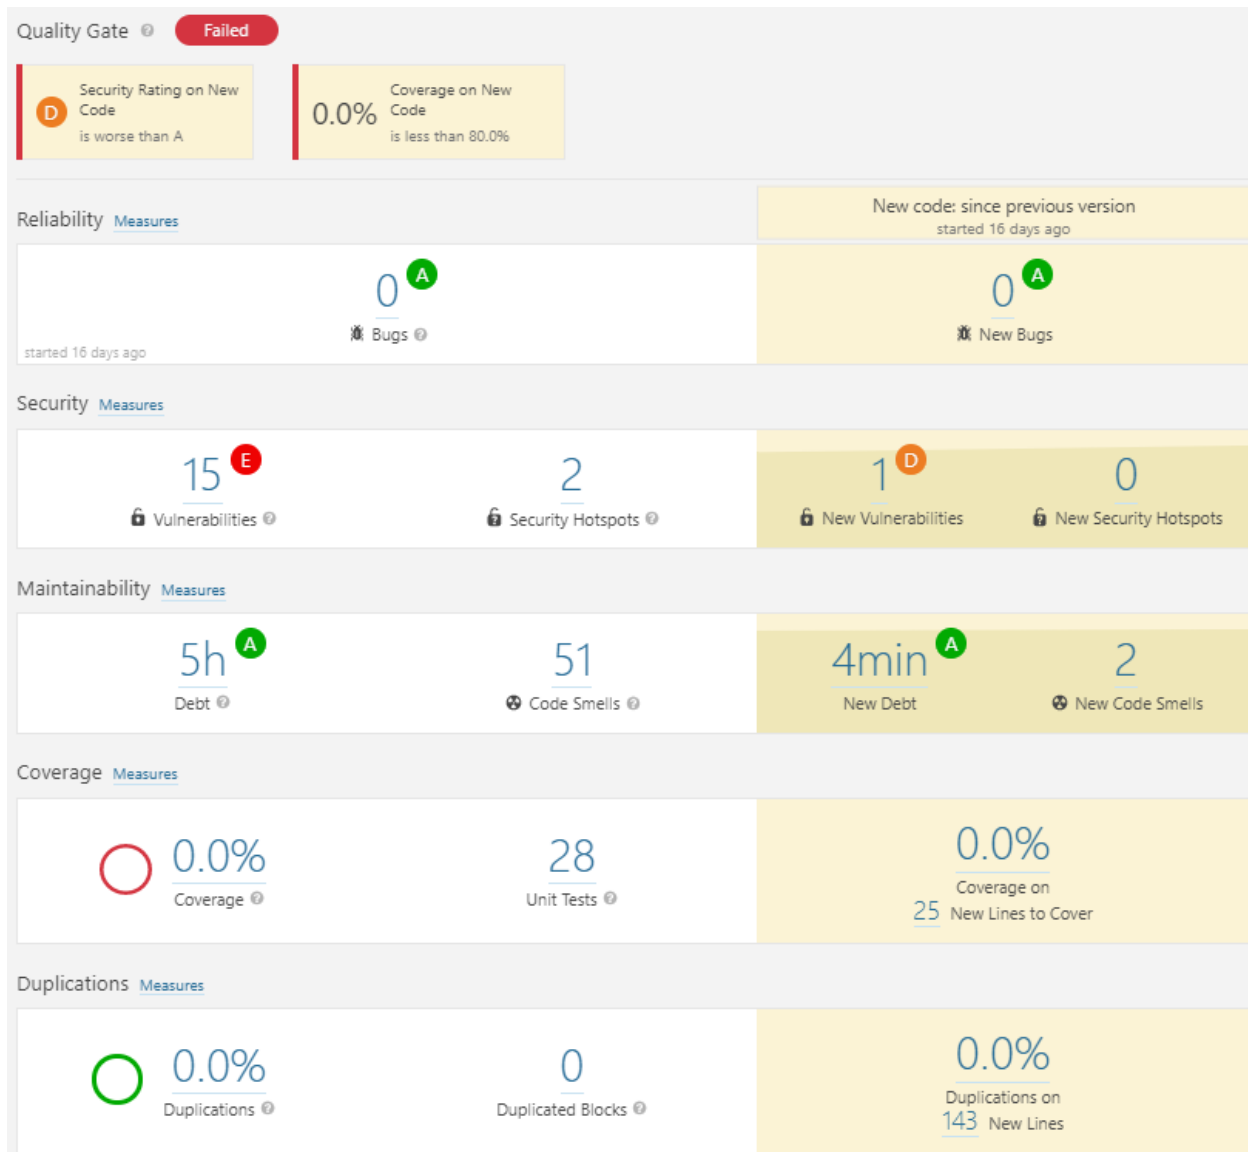 Quality Gate ? Failed
D Security Rating on New Code
is worse than A
0.0% Coverage on New Code
is less than 80.0%
Reliability Measures
New code: since previous version
started 16 days ago
0 A
Bugs ?
started 16 days ago
0 A
New Bugs
Security Measures
15 E
Vulnerabilities ?
2
Security Hotspots ?
1 D
New Vulnerabilities
0
New Security Hotspots
Maintainability Measures
5h A
Debt ?
51
Code Smells ?
4min A
New Debt
2
New Code Smells
Coverage Measures
0.0%
Coverage ?
28
Unit Tests ?
0.0%
Coverage on
25 New Lines to Cover
Duplications Measures
0.0%
Duplications ?
0
Duplicated Blocks ?
0.0%
Duplications on
143 New Lines